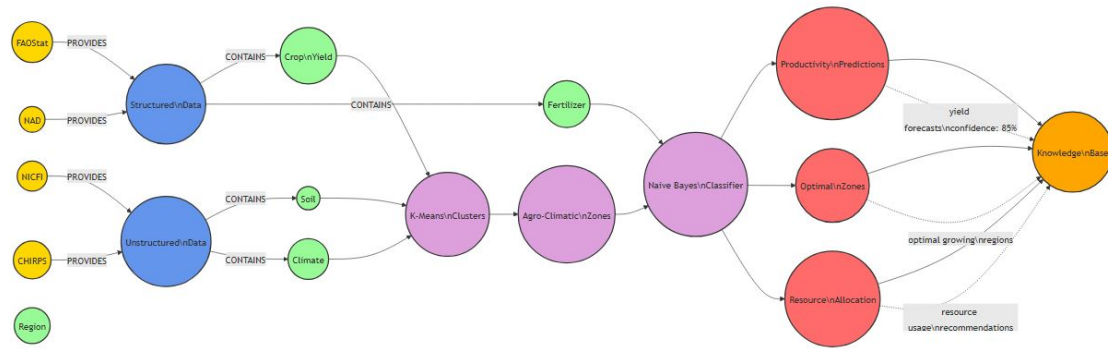 FAOStat
PROVIDES
NAD
PROVIDES
NICFI
PROVIDES
CHIRPS
PROVIDES
Region
Structured\nData
Unstructured\nData
CONTAINS
Crop\nYield
CONTAINS
Fertilizer
CONTAINS
Soil
CONTAINS
Climate
K-Means\nClusters
Agro-Climatic\nZones
Naive Bayes\nClassifier
Productivity\nPredictions
Optimal\nZones
Resource\nAllocation
yield
forecasts\nconfidence: 85%
optimal growing\nregions
resource
usage\nrecommendations
Knowledge\nBase